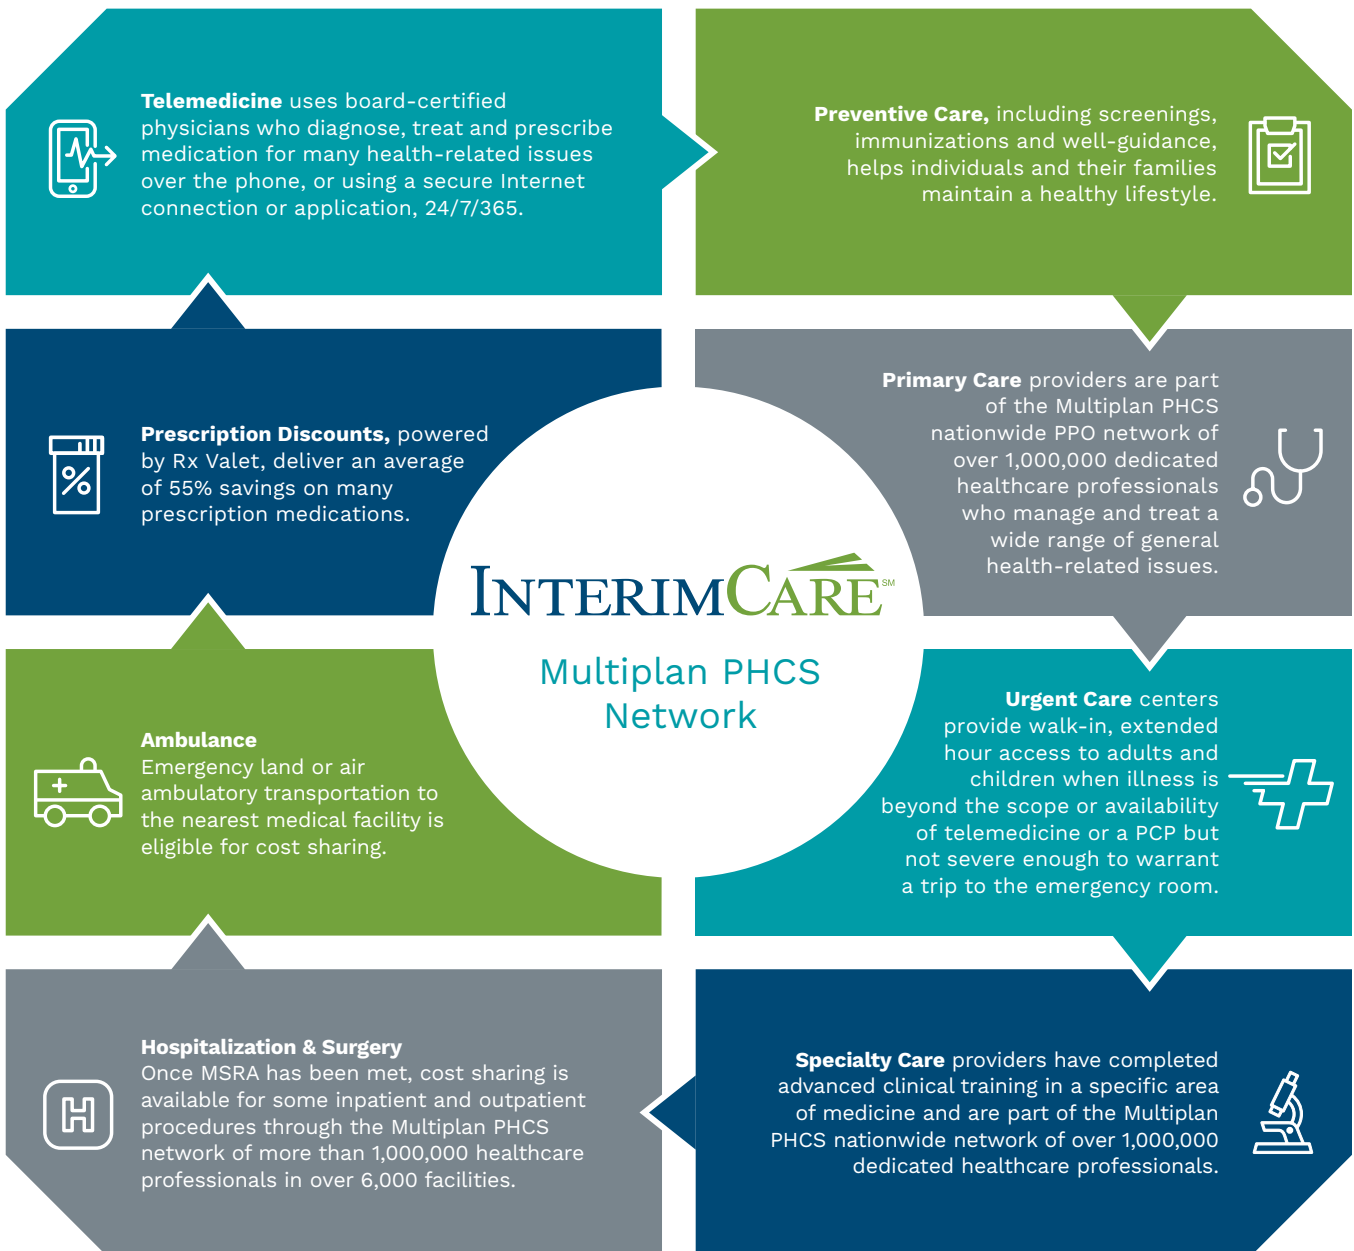 Telemedicine uses board-certified
physicians who diagnose, treat and prescribe
medication for many health-related issues
over the phone, or using a secure Internet
connection or application, 24/7/365.
Preventive Care, including screenings,
immunizations and well-guidance,
helps individuals and their families
maintain a healthy lifestyle.
Prescription Discounts, powered
by Rx Valet, deliver an average
of 55% savings on many
prescription medications.
Primary Care providers are part
of the Multiplan PHCS
nationwide PPO network of
over 1,000,000 dedicated
healthcare professionals
who manage and treat a
wide range of general
health-related issues.
INTERIMCARE℠
Multiplan PHCS
Network
Ambulance
Emergency land or air
ambulatory transportation to
the nearest medical facility is
eligible for cost sharing.
Urgent Care centers
provide walk-in, extended
hour access to adults and
children when illness is
beyond the scope or availability
of telemedicine or a PCP but
not severe enough to warrant
a trip to the emergency room.
Hospitalization & Surgery
Once MSRA has been met, cost sharing is
available for some inpatient and outpatient
procedures through the Multiplan PHCS
network of more than 1,000,000 healthcare
professionals in over 6,000 facilities.
H
Specialty Care providers have completed
advanced clinical training in a specific area
of medicine and are part of the Multiplan
PHCS nationwide network of over 1,000,000
dedicated healthcare professionals.